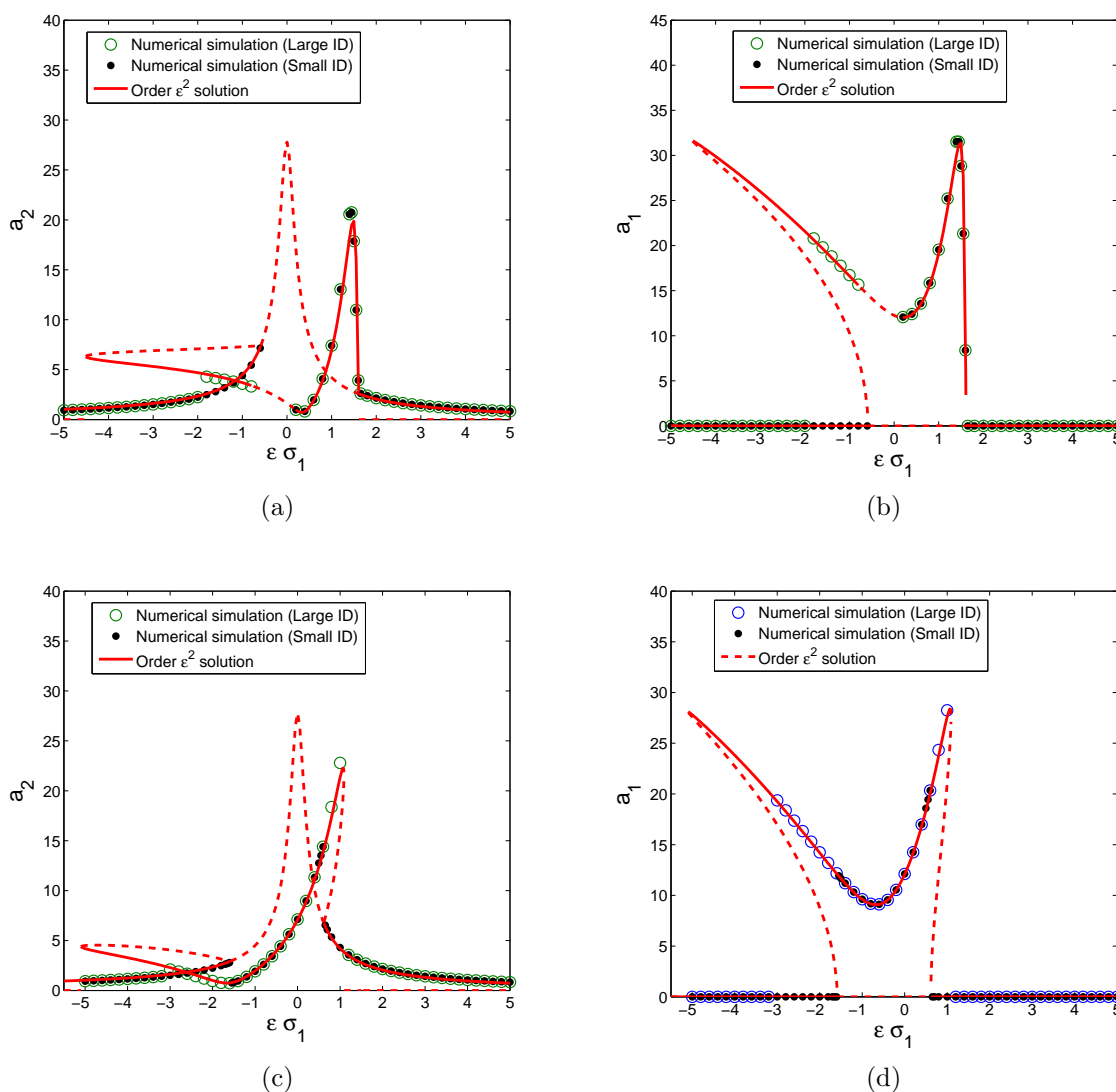 40
35
30
25
20
15
10
5
0
a2
Numerical simulation (Large ID)
Numerical simulation (Small ID)
Order ε² solution
−5 −4 −3 −2 −1 0 1 2 3 4 5
ε σ1
(a)
45
40
35
30
25
20
15
10
5
0
a1
Numerical simulation (Large ID)
Numerical simulation (Small ID)
Order ε² solution
−5 −4 −3 −2 −1 0 1 2 3 4 5
ε σ1
(b)
40
35
30
25
20
15
10
5
0
a2
Numerical simulation (Large ID)
Numerical simulation (Small ID)
Order ε² solution
−5 −4 −3 −2 −1 0 1 2 3 4 5
ε σ1
(c)
40
35
30
25
20
15
10
5
0
a1
Numerical simulation (Large ID)
Numerical simulation (Small ID)
Order ε² solution
−5 −4 −3 −2 −1 0 1 2 3 4 5
ε σ1
(d)